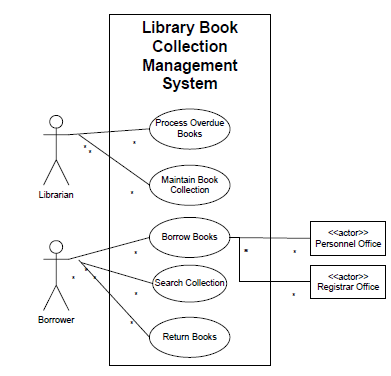 Library Book
Collection
Management
System
Process Overdue
Books
*
*
*
Librarian
Maintain Book
Collection
*
Borrow Books
*
*
<<actor>>
Personnel Office
*
Search Collection
*
*
*
*
<<actor>>
Registrar Office
*
Borrower
Return Books
*